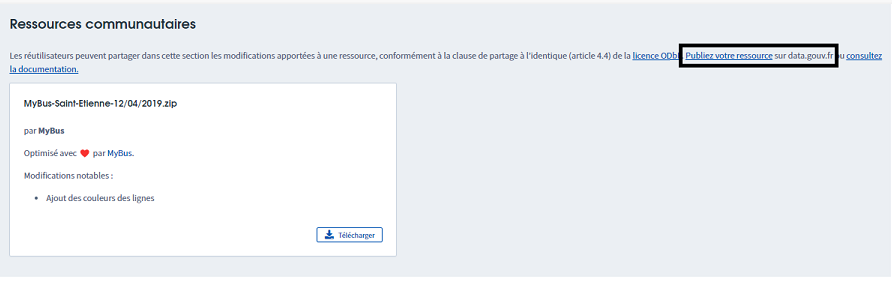 Ressources communautaires
Les réutilisateurs peuvent partager dans cette section les modifications apportées à une ressource, conformément à la clause de partage à l'identique (article 4.4) de la licence ODbL Publiez votre ressource sur data.gouv.fr ou consultez
la documentation.
MyBus-Saint-Etienne-12/04/2019.zip
par MyBus
Optimisé avec ❤ par MyBus.
Modifications notables :
• Ajout des couleurs des lignes
Télécharger